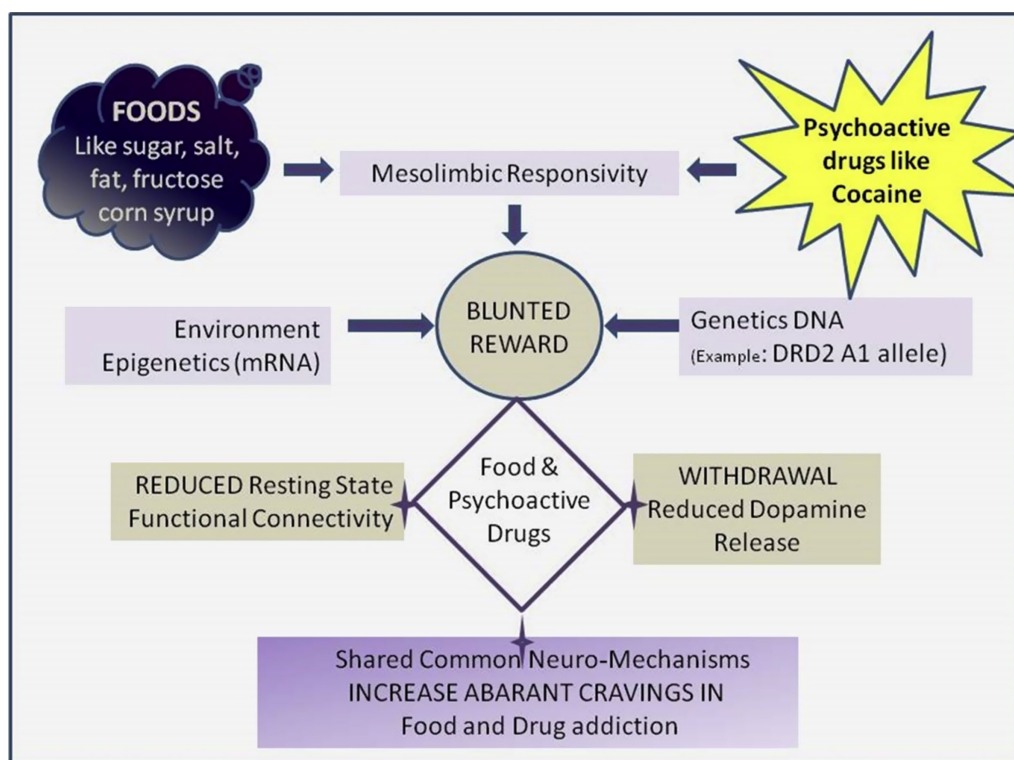 FOODS
Like sugar, salt,
fat, fructose
corn syrup
Mesolimbic Responsivity
Psychoactive
drugs like
Cocaine
Environment
Epigenetics (mRNA)
BLUNTED
REWARD
Genetics DNA
(Example: DRD2 A1 allele)
REDUCED Resting State
Functional Connectivity
Food &
Psychoactive
Drugs
WITHDRAWAL
Reduced Dopamine
Release
Shared Common Neuro-Mechanisms
INCREASE ABARANT CRAVINGS IN
Food and Drug addiction